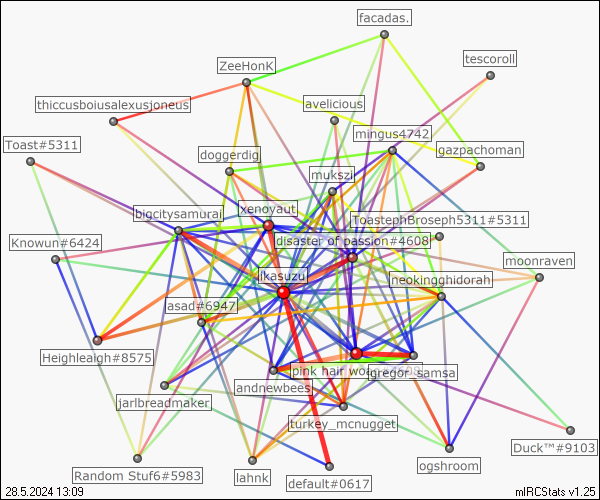 facadas.
tescoroll
ZeeHonK
thiccusboiusalexusjoneus
avelicious
mingus4742
Toast#5311
doggerdig
gazpachoman
mukszi
bigcitysamurai
xenoyaut
ToastephBroseph5311#5311
Knowun#6424
disaster of passion#4608
moonraven
ikasuzu
neokingghidorah
asad#6947
Heighleaigh#8575
pink hair wo
gregor_samsa
andnewbees
jarlbreadmaker
turkey_mcnugget
Duck™#9103
Random Stuf6#5983
lahnk
ogshroom
default#0617
28.5.2024 13:09
mIRCStats v1.25